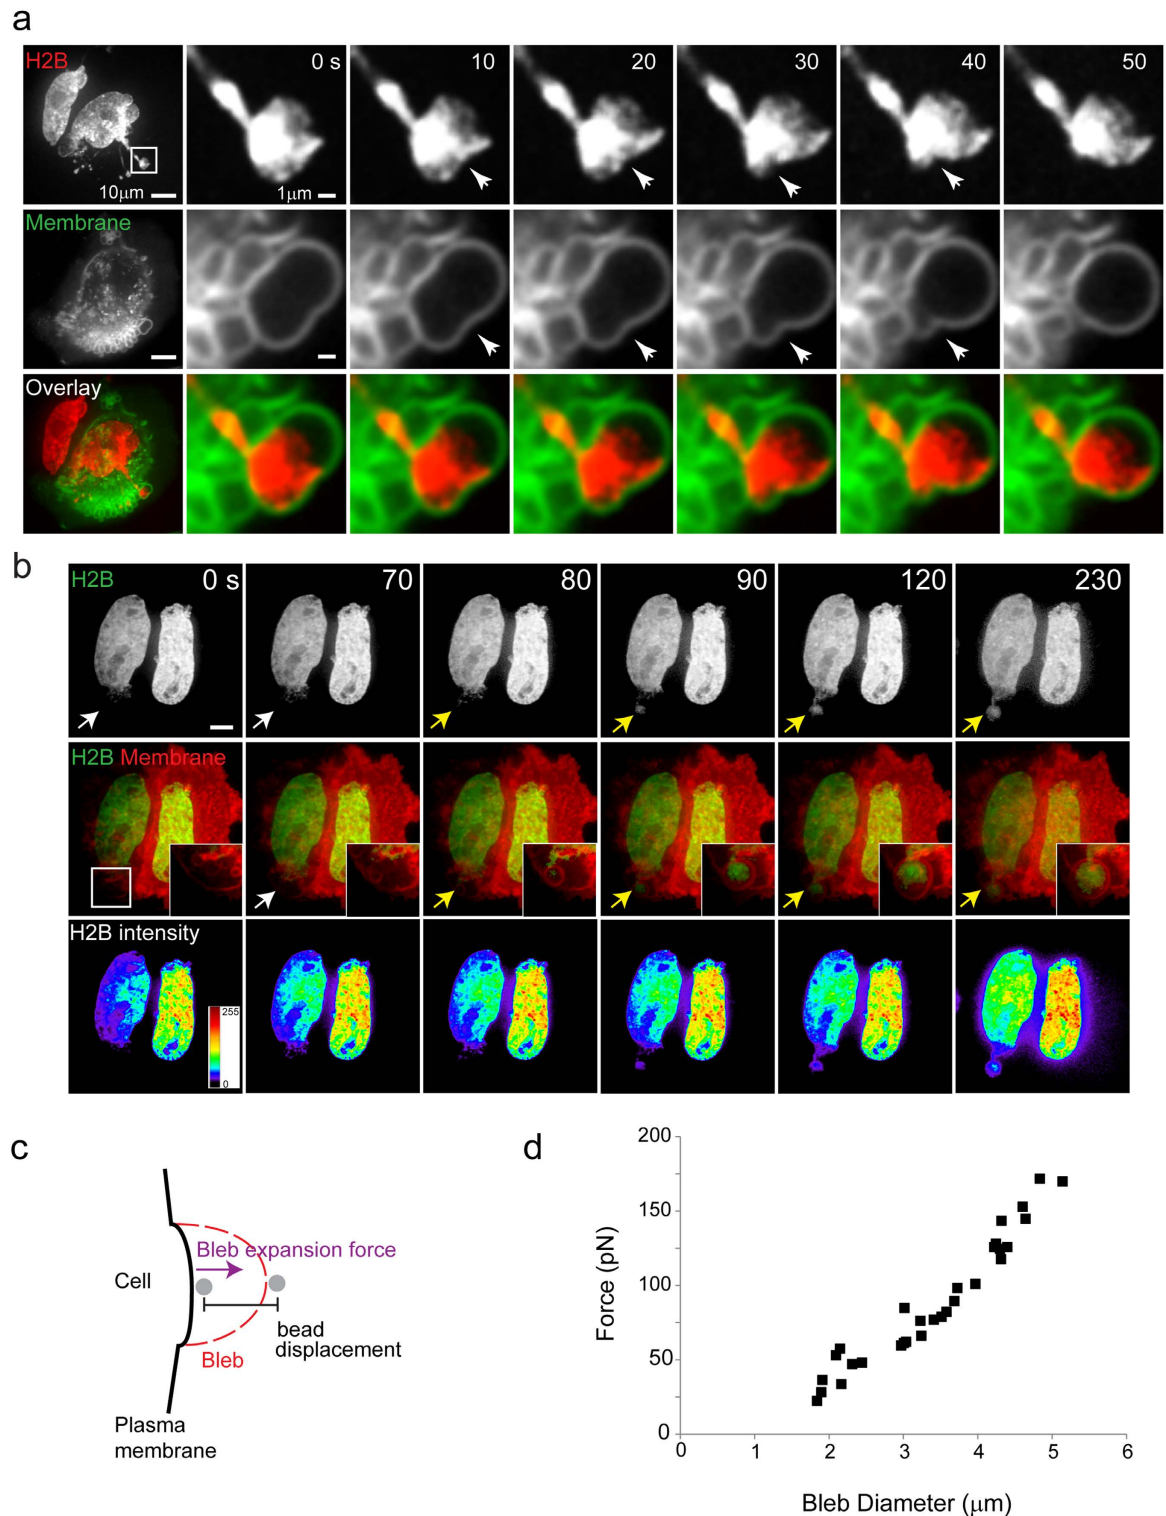 a
H2B
0 s
10
20
30
40
50
10μm
1μm
Membrane
Overlay
b
H2B
0 s
70
80
90
120
230
H2B Membrane
H2B intensity
255
0
c
Bleb expansion force
Cell
bead
displacement
Bleb
Plasma
membrane
d
200
150
100
50
0
Force (pN)
0 1 2 3 4 5 6
Bleb Diameter (μm)